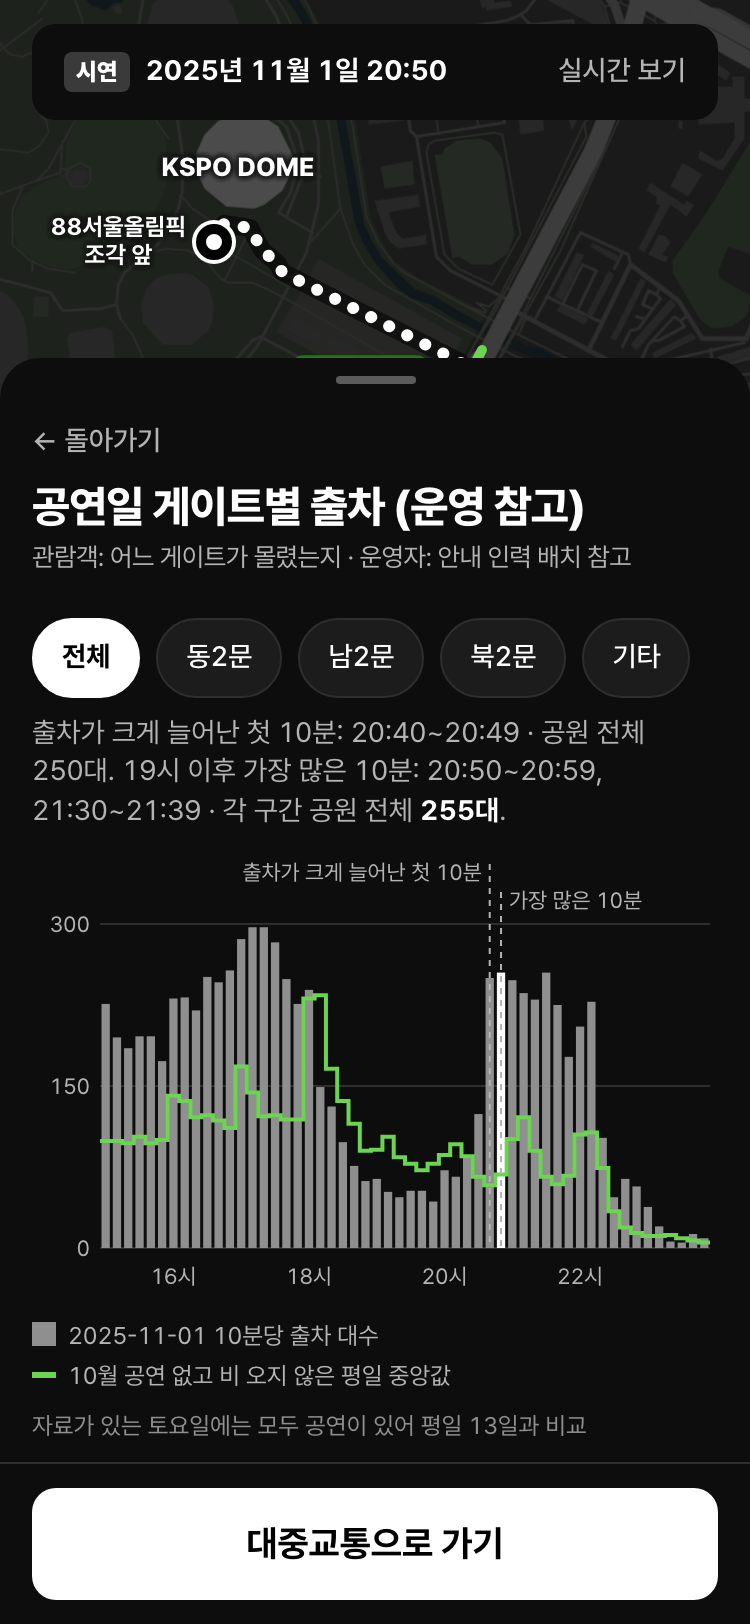 시연 2025년 11월 1일 20:50 실시간 보기
KSPO DOME
88서울올림픽
조각 앞
← 돌아가기
공연일 게이트별 출차 (운영 참고)
관람객: 어느 게이트가 몰렸는지 · 운영자: 안내 인력 배치 참고
전체 동2문 남2문 북2문 기타
출차가 크게 늘어난 첫 10분: 20:40~20:49 · 공원 전체
250대. 19시 이후 가장 많은 10분: 20:50~20:59,
21:30~21:39 · 각 구간 공원 전체 255대.
출차가 크게 늘어난 첫 10분
가장 많은 10분
300
150
0
16시 18시 20시 22시
2025-11-01 10분당 출차 대수
10월 공연 없고 비 오지 않은 평일 중앙값
자료가 있는 토요일에는 모두 공연이 있어 평일 13일과 비교
대중교통으로 가기